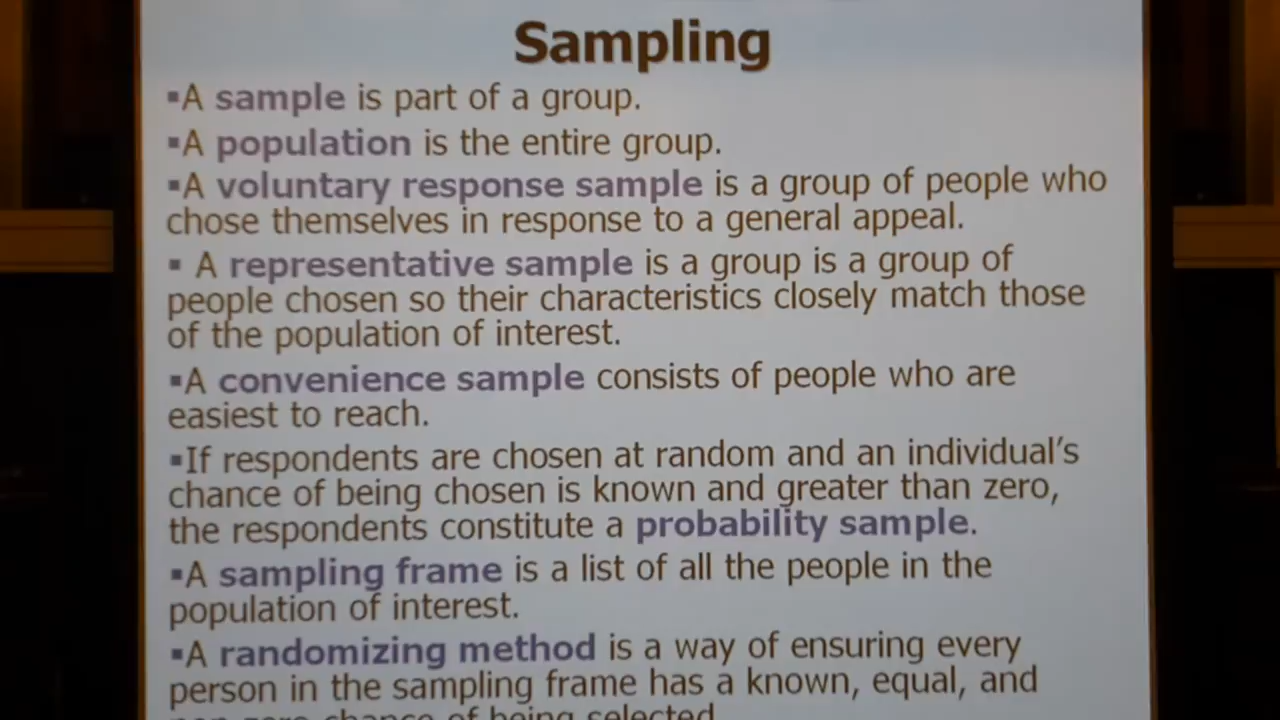 Sampling
▪A sample is part of a group.
▪A population is the entire group.
▪A voluntary response sample is a group of people who
chose themselves in response to a general appeal.
▪ A representative sample is a group is a group of
people chosen so their characteristics closely match those
of the population of interest.
▪A convenience sample consists of people who are
easiest to reach.
▪If respondents are chosen at random and an individual's
chance of being chosen is known and greater than zero,
the respondents constitute a probability sample.
▪A sampling frame is a list of all the people in the
population of interest.
▪A randomizing method is a way of ensuring every
person in the sampling frame has a known, equal, and
chance of being selected